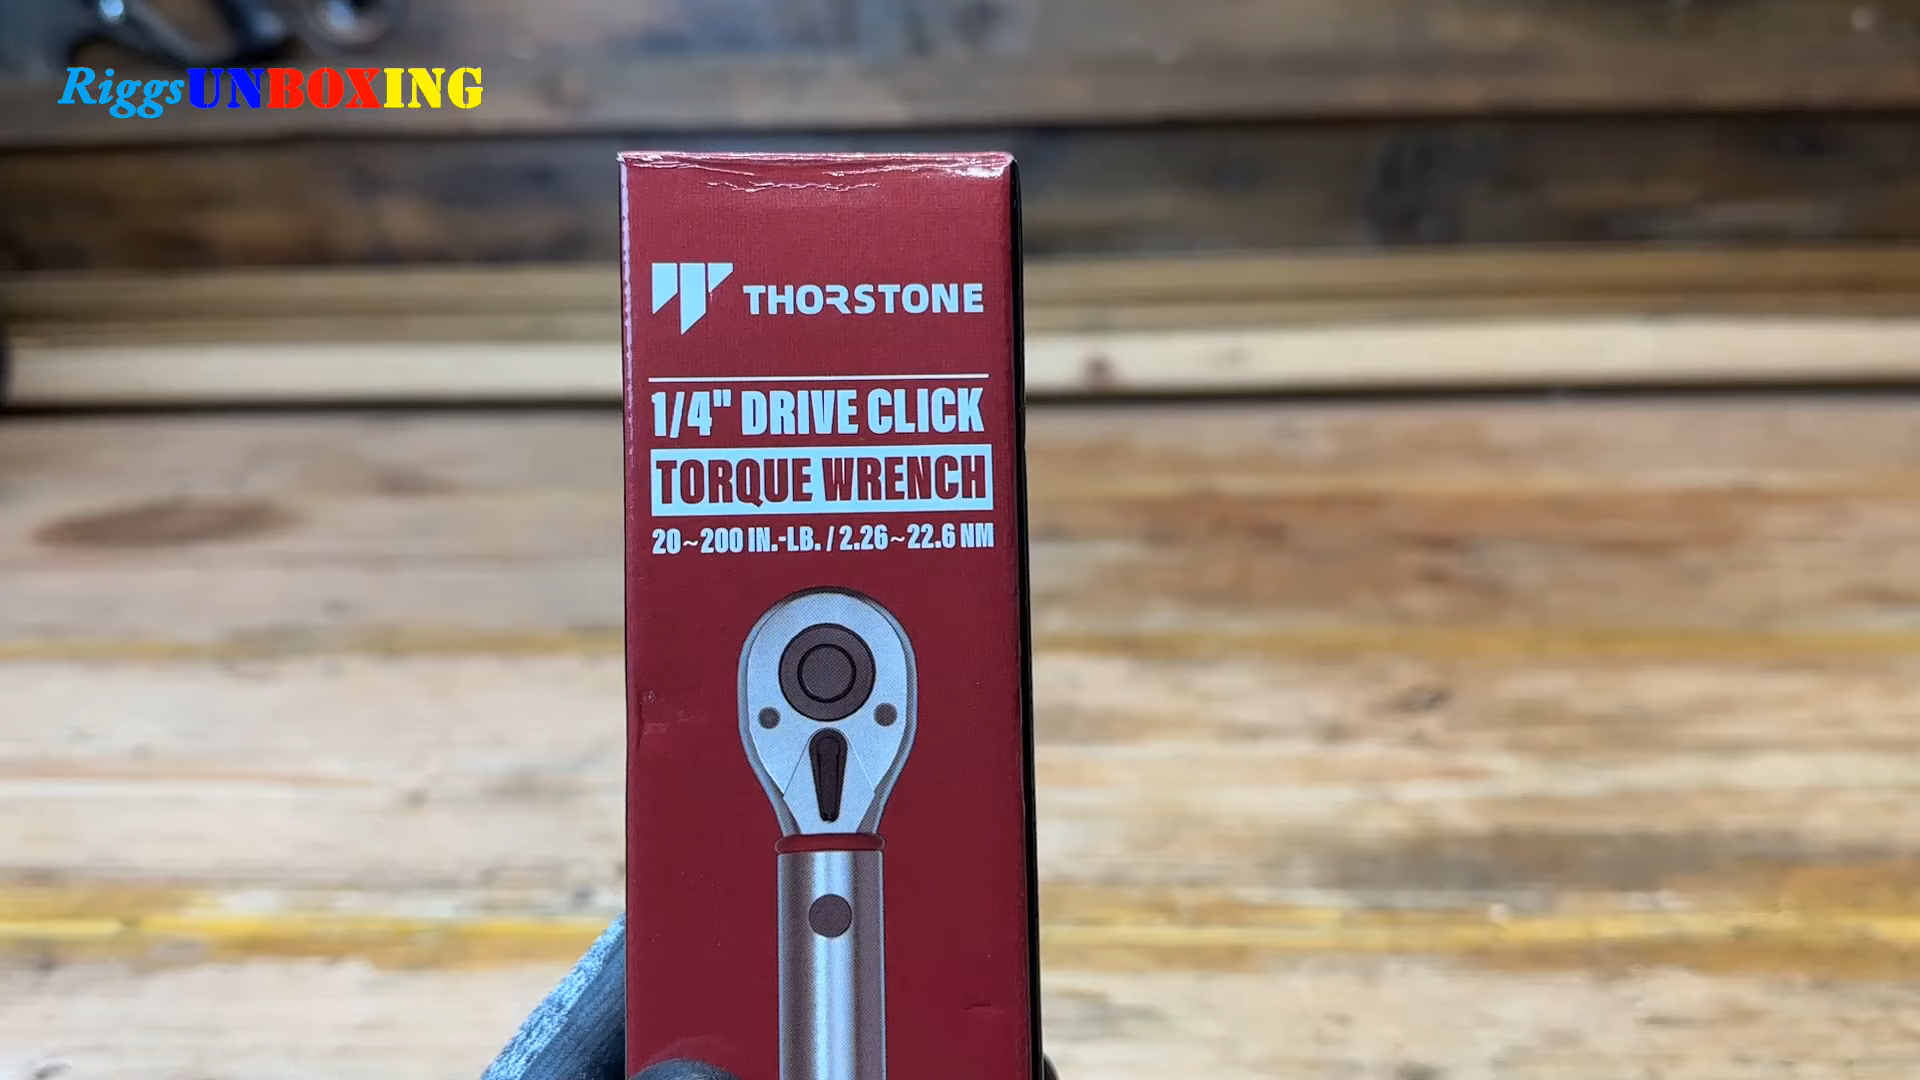 RiggsUNBOXING
THORSTONE
1/4" DRIVE CLICK
TORQUE WRENCH
20~200 IN.-LB. / 2.26~22.6 NM